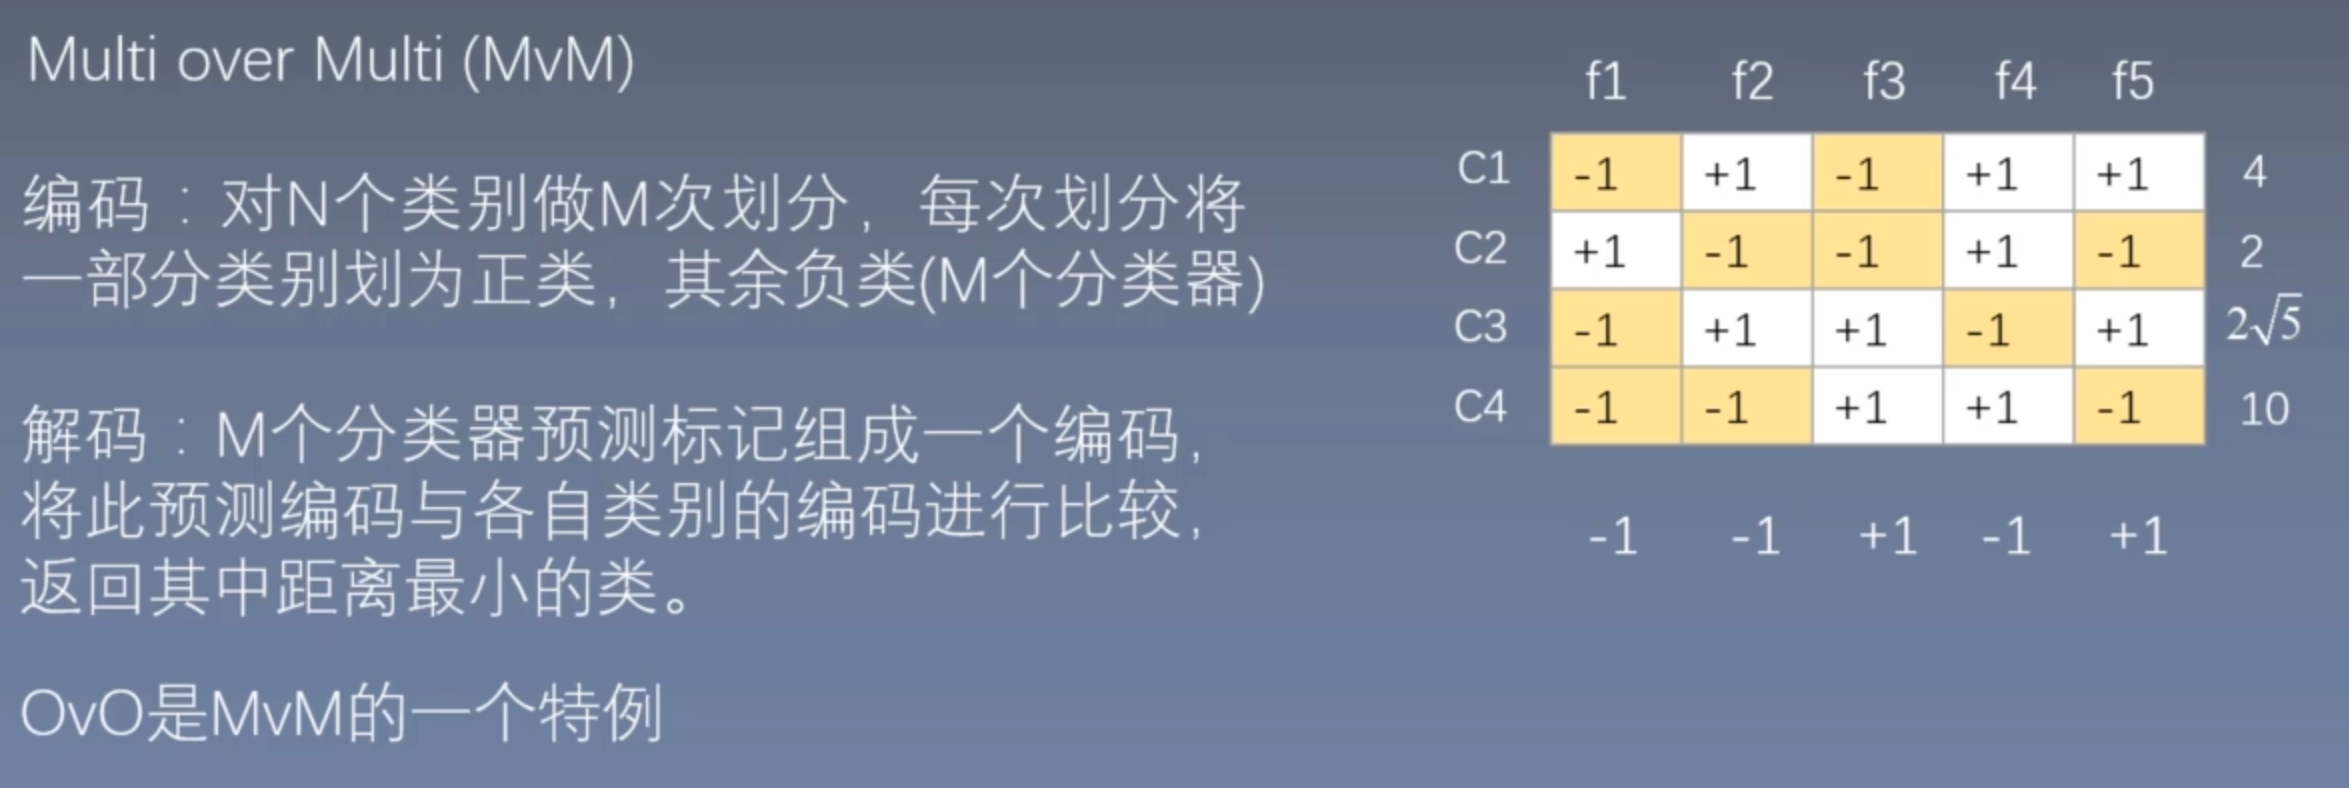 Multi over Multi (MvM)
编码：对N个类别做M次划分，每次划分将
一部分类别划为正类，其余负类(M个分类器)
解码：M个分类器预测标记组成一个编码，
将此预测编码与各自类别的编码进行比较，
返回其中距离最小的类。
OvO是MvM的一个特例
f1 f2 f3 f4 f5
C1 -1 +1 -1 +1 +1 4
C2 +1 -1 -1 +1 -1 2
C3 -1 +1 +1 -1 +1 2√5
C4 -1 -1 +1 +1 -1 10
-1 -1 +1 -1 +1